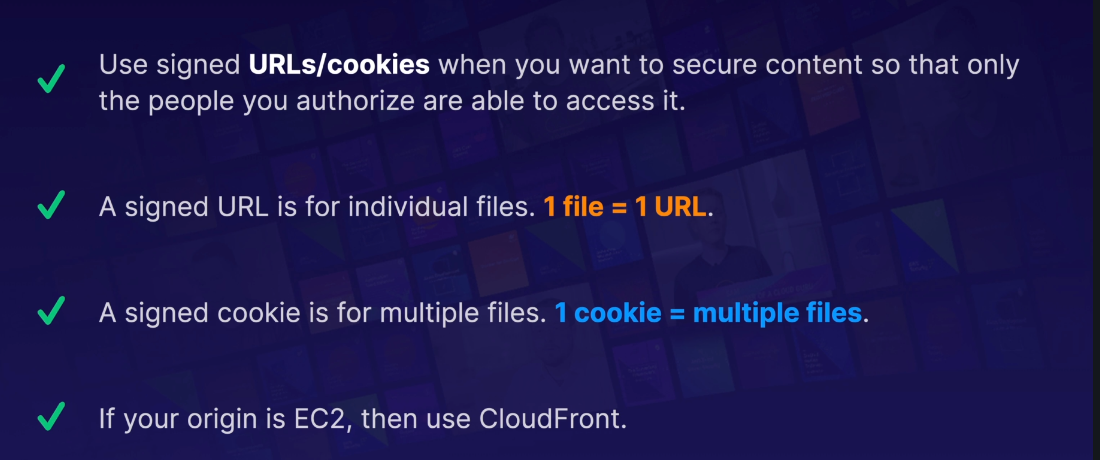 Use signed URLs/cookies when you want to secure content so that only
the people you authorize are able to access it.
A signed URL is for individual files. 1 file = 1 URL.
A signed cookie is for multiple files. 1 cookie = multiple files.
If your origin is EC2, then use CloudFront.